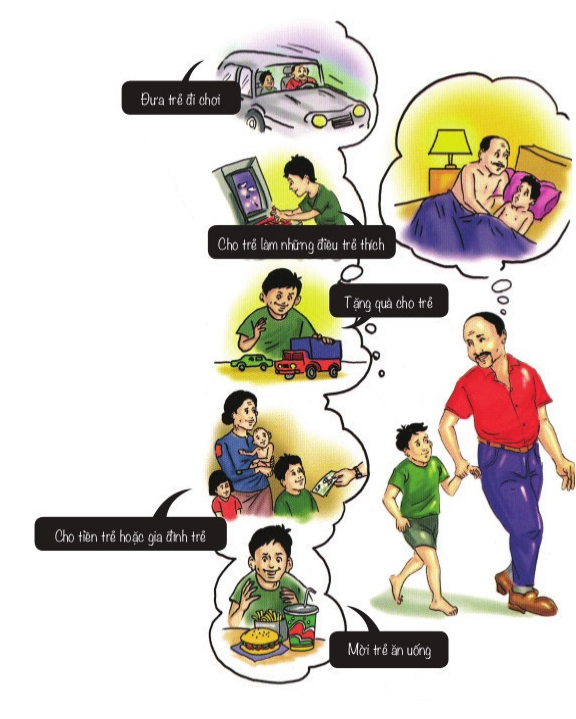 Đưa trẻ đi chơi
Cho trẻ làm những điều trẻ thích
Tặng quà cho trẻ
Cho tiền trẻ hoặc gia đình trẻ
Mời trẻ ăn uống